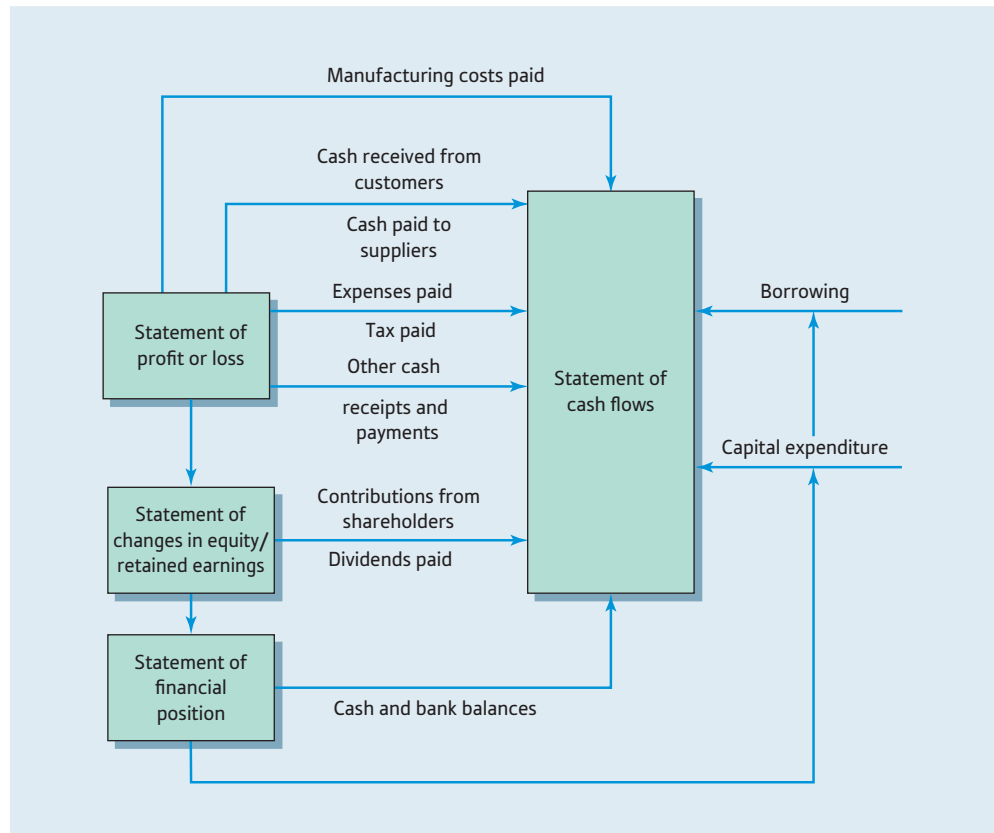 Manufacturing costs paid
Cash received from
customers
Cash paid to
suppliers
Expenses paid
Borrowing
Statement of
profit or loss
Tax paid
Other cash
Statement of
cash flows
receipts and
payments
Capital expenditure
Statement of
changes in equity/
retained earnings
Contributions from
shareholders
Dividends paid
Statement of
financial
position
Cash and bank balances